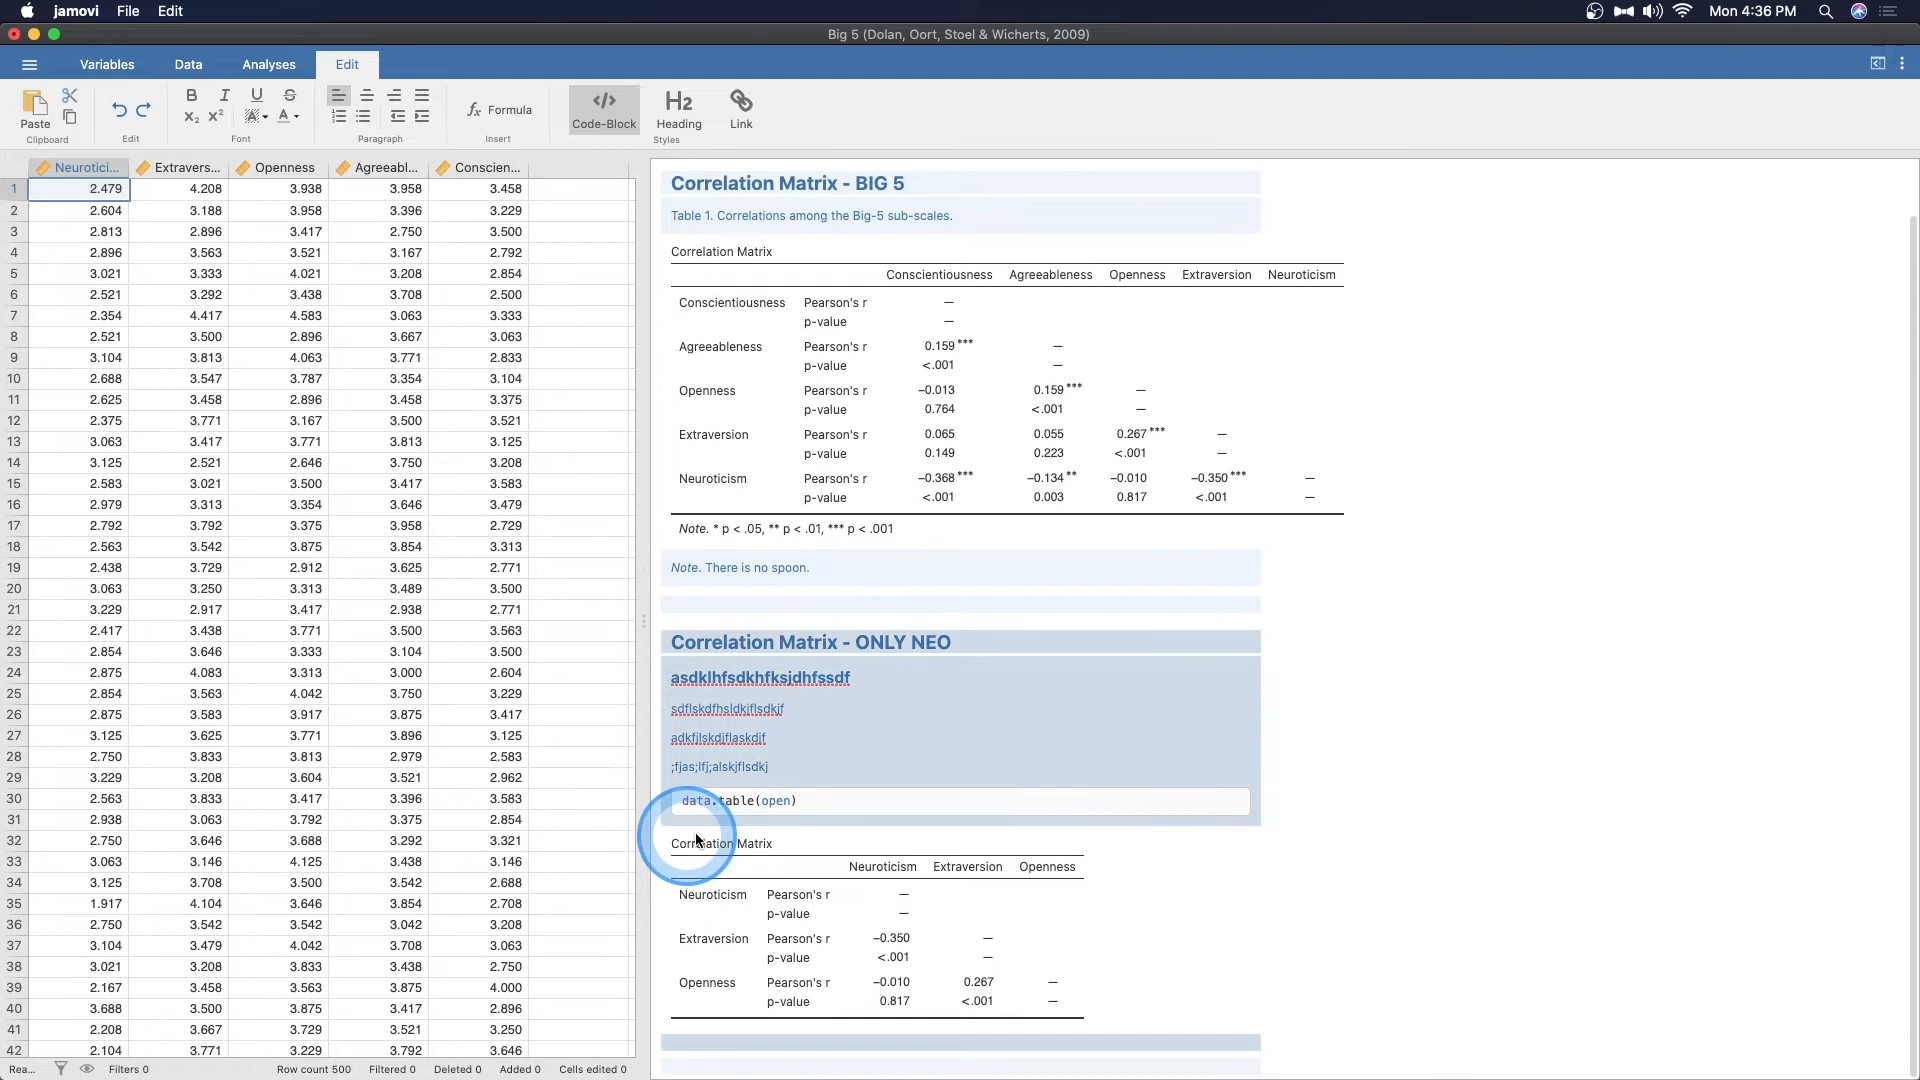 jamovi File Edit Mon 4:36 PM
Big 5 (Dolan, Oort, Stoel & Wicherts, 2009)
Variables Data Analyses Edit
Paste B I U S X₂ X² A A fx Formula </> Code-Block H2 Heading Link
Clipboard Edit Font Paragraph Insert Styles
Neurotici... Extravers... Openness Agreeabl... Conscien...
1 2.479 4.208 3.938 3.958 3.458
2 2.604 3.188 3.958 3.396 3.229
3 2.813 2.896 3.417 2.750 3.500
4 2.896 3.563 3.521 3.167 2.792
5 3.021 3.333 4.021 3.208 2.854
6 2.521 3.292 3.438 3.708 2.500
7 2.354 4.417 4.583 3.063 3.333
8 2.521 3.500 2.896 3.667 3.063
9 3.104 3.813 4.063 3.771 2.833
10 2.688 3.547 3.787 3.354 3.104
11 2.625 3.458 2.896 3.458 3.375
12 2.375 3.771 3.167 3.500 3.521
13 3.063 3.417 3.771 3.813 3.125
14 3.125 2.521 2.646 3.750 3.208
15 2.583 3.021 3.500 3.417 3.583
16 2.979 3.313 3.354 3.646 3.479
17 2.792 3.792 3.375 3.958 2.729
18 2.563 3.542 3.875 3.854 3.313
19 2.438 3.729 2.912 3.625 2.771
20 3.063 3.250 3.313 3.489 3.500
21 3.229 2.917 3.417 2.938 2.771
22 2.417 3.438 3.771 3.500 3.563
23 2.854 3.646 3.333 3.104 3.500
24 2.875 4.083 3.313 3.000 2.604
25 2.854 3.563 4.042 3.750 3.229
26 2.875 3.583 3.917 3.875 3.417
27 3.125 3.625 3.771 3.896 3.125
28 2.750 3.833 3.813 2.979 2.583
29 3.229 3.208 3.604 3.521 2.962
30 2.563 3.833 3.417 3.396 3.583
31 2.938 3.063 3.792 3.375 2.854
32 2.750 3.646 3.688 3.292 3.321
33 3.063 3.146 4.125 3.438 3.146
34 3.125 3.708 3.500 3.542 2.688
35 1.917 4.104 3.646 3.854 2.708
36 2.750 3.542 3.542 3.042 3.208
37 3.104 3.479 4.042 3.708 3.063
38 3.021 3.208 3.833 3.438 2.750
39 2.167 3.458 3.563 3.875 4.000
40 3.688 3.500 3.875 3.417 2.896
41 2.208 3.667 3.729 3.521 3.250
42 2.104 3.771 3.229 3.792 3.646
Rea... Filters 0 Row count 500 Filtered 0 Deleted 0 Added 0 Cells edited 0
Correlation Matrix - BIG 5
Table 1. Correlations among the Big-5 sub-scales.
Correlation Matrix
Conscientiousness Agreeableness Openness Extraversion Neuroticism
Conscientiousness Pearson's r —
p-value —
Agreeableness Pearson's r 0.159 *** —
p-value <.001 —
Openness Pearson's r −0.013 0.159 *** —
p-value 0.764 <.001 —
Extraversion Pearson's r 0.065 0.055 0.267 *** —
p-value 0.149 0.223 <.001 —
Neuroticism Pearson's r −0.368 *** −0.134 ** −0.010 −0.350 *** —
p-value <.001 0.003 0.817 <.001 —
Note. * p < .05, ** p < .01, *** p < .001
Note. There is no spoon.
Correlation Matrix - ONLY NEO
asdklhfsdkhfksjdhfssdf
sdflskdfhsldkjflsdkjf
adkfjlskdjflaskdjf
;fjas;lfj;alskjflsdkj
data.table(open)
Correlation Matrix
Neuroticism Extraversion Openness
Neuroticism Pearson's r —
p-value —
Extraversion Pearson's r −0.350 —
p-value <.001 —
Openness Pearson's r −0.010 0.267 —
p-value 0.817 <.001 —